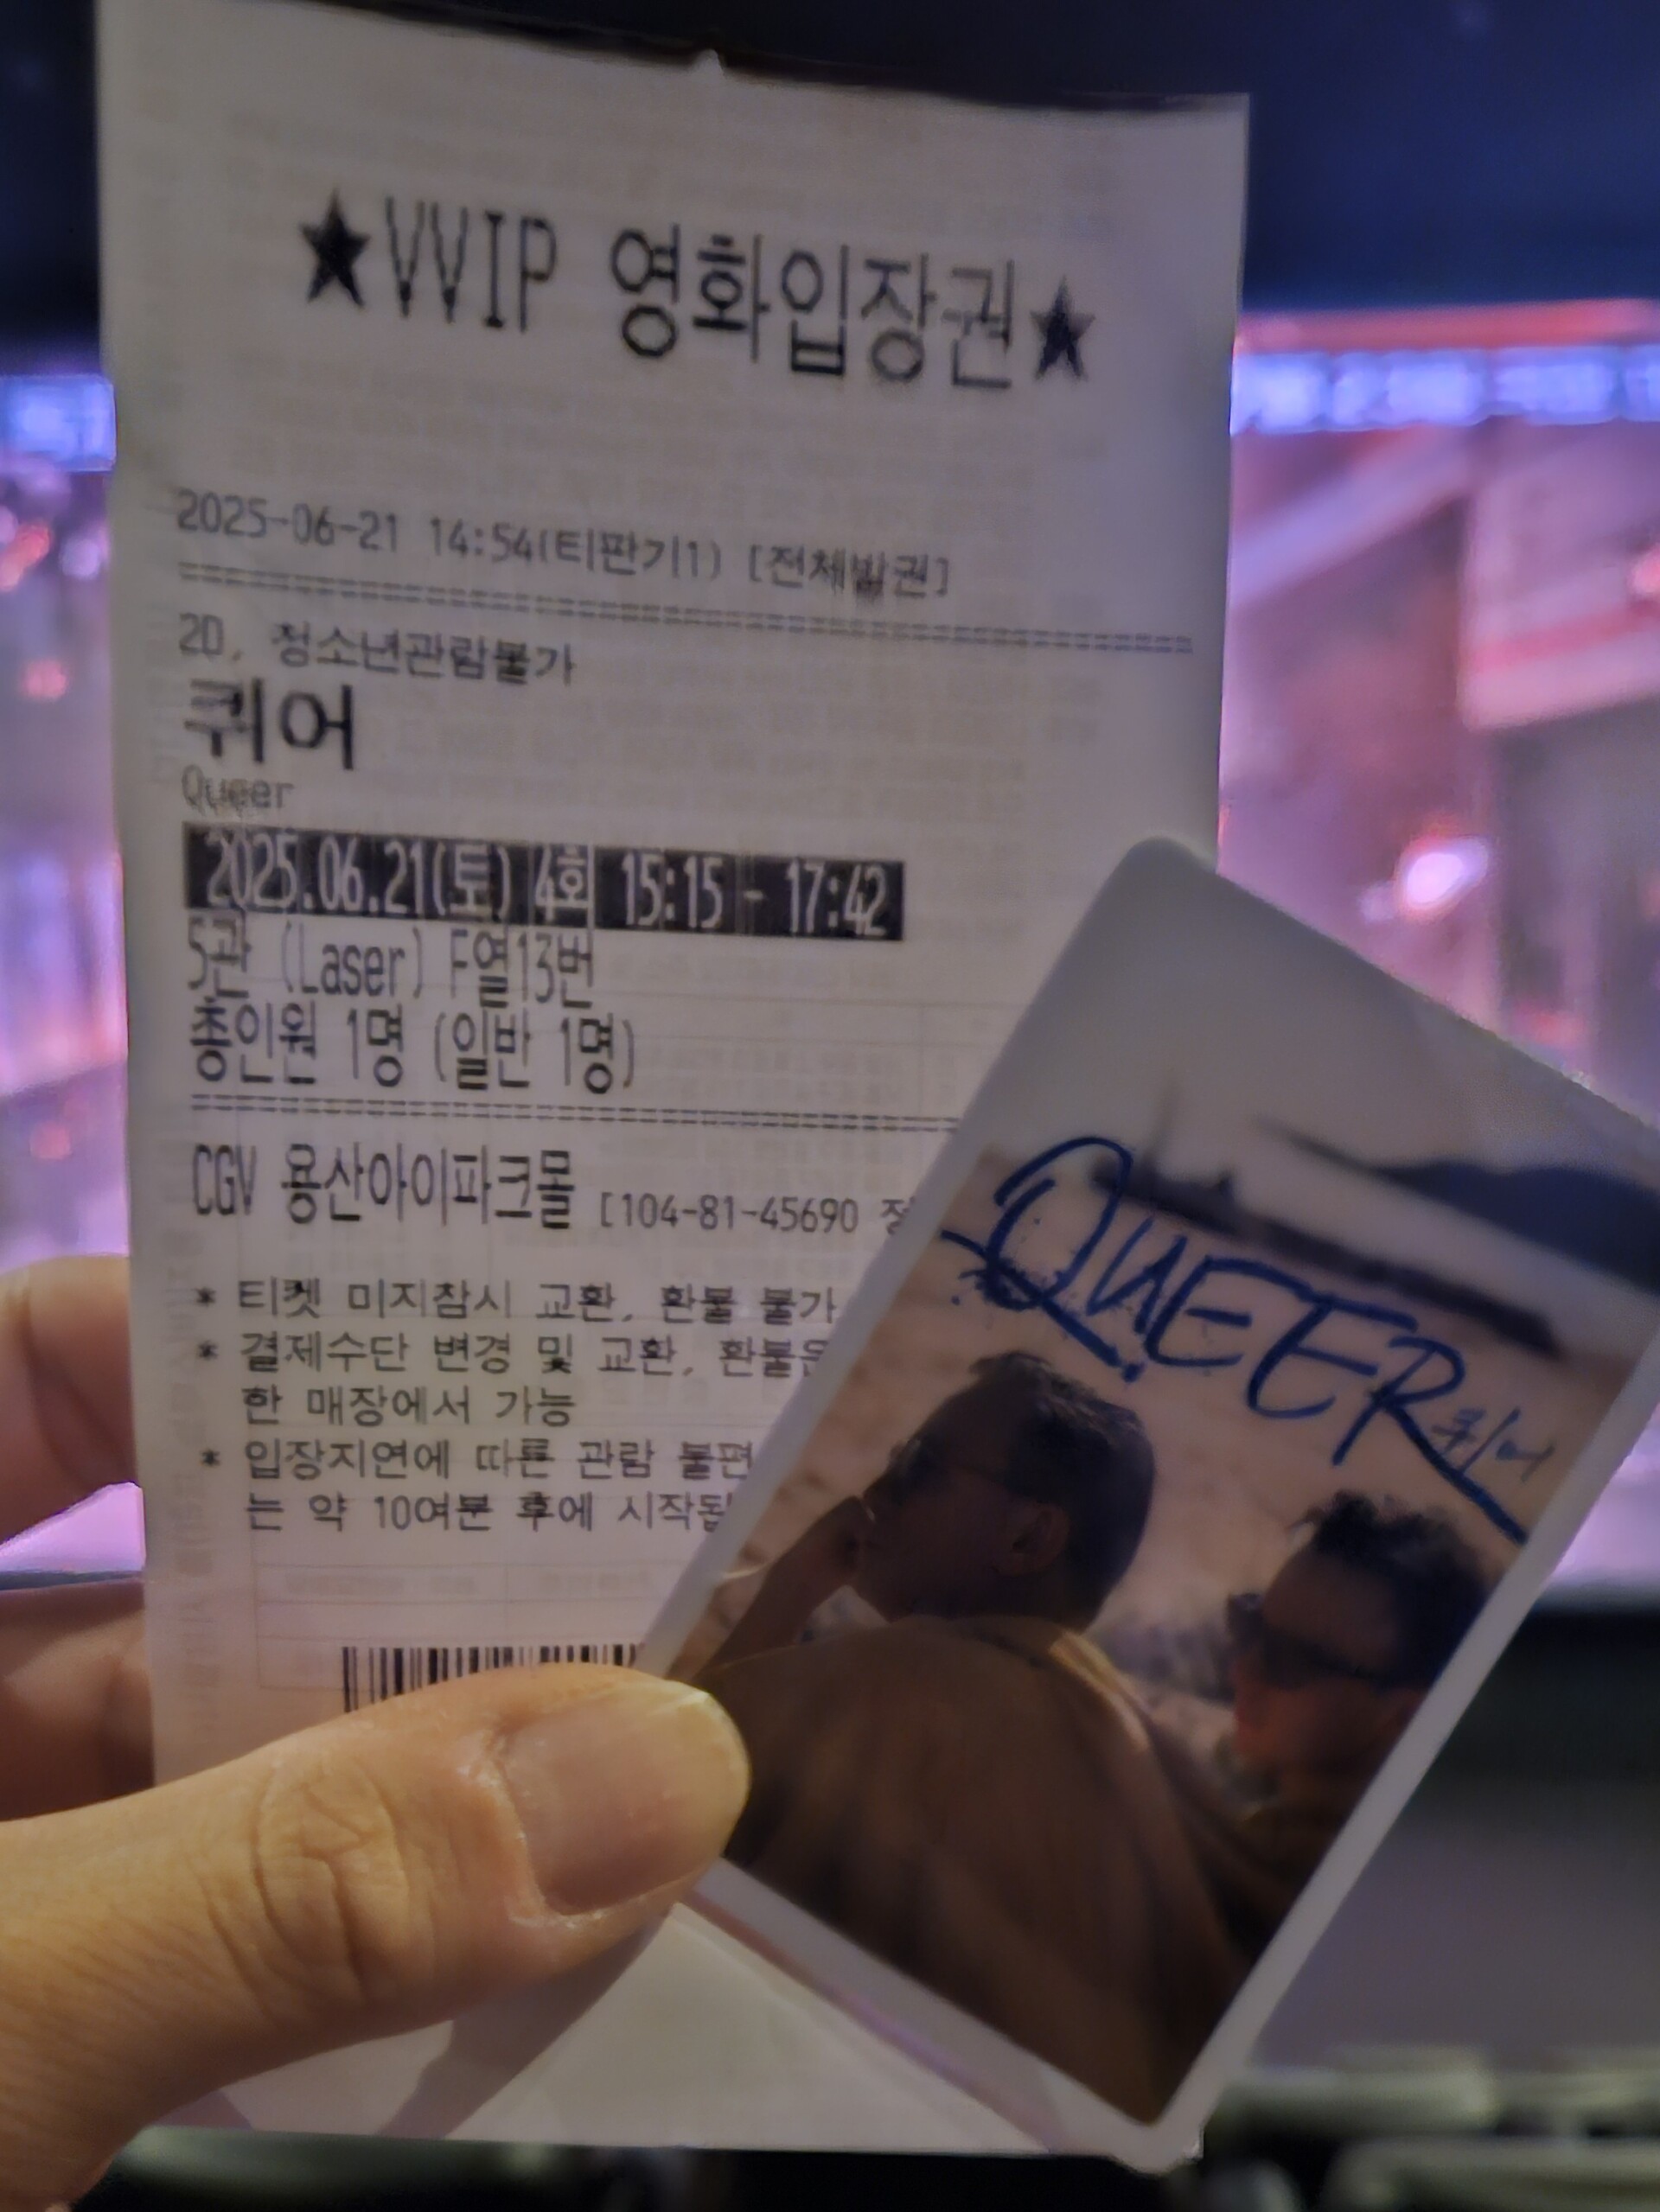 ★VVIP 영화입장권★
2025-06-21 14:54(티판기1) [전체발권]
2D, 청소년관람불가
퀴어
Queer
2025.06.21(토) 4회 15:15 - 17:42
5관 (Laser) F열13번
총인원 1명 (일반 1명)
CGV 용산아이파크몰 [104-81-45690
* 티켓 미지참시 교환, 환불 불가
* 결제수단 변경 및 교환, 환불은
한 매장에서 가능
* 입장지연에 따른 관람 불편
는 약 10여분 후에 시작됩
QUEER
퀴어